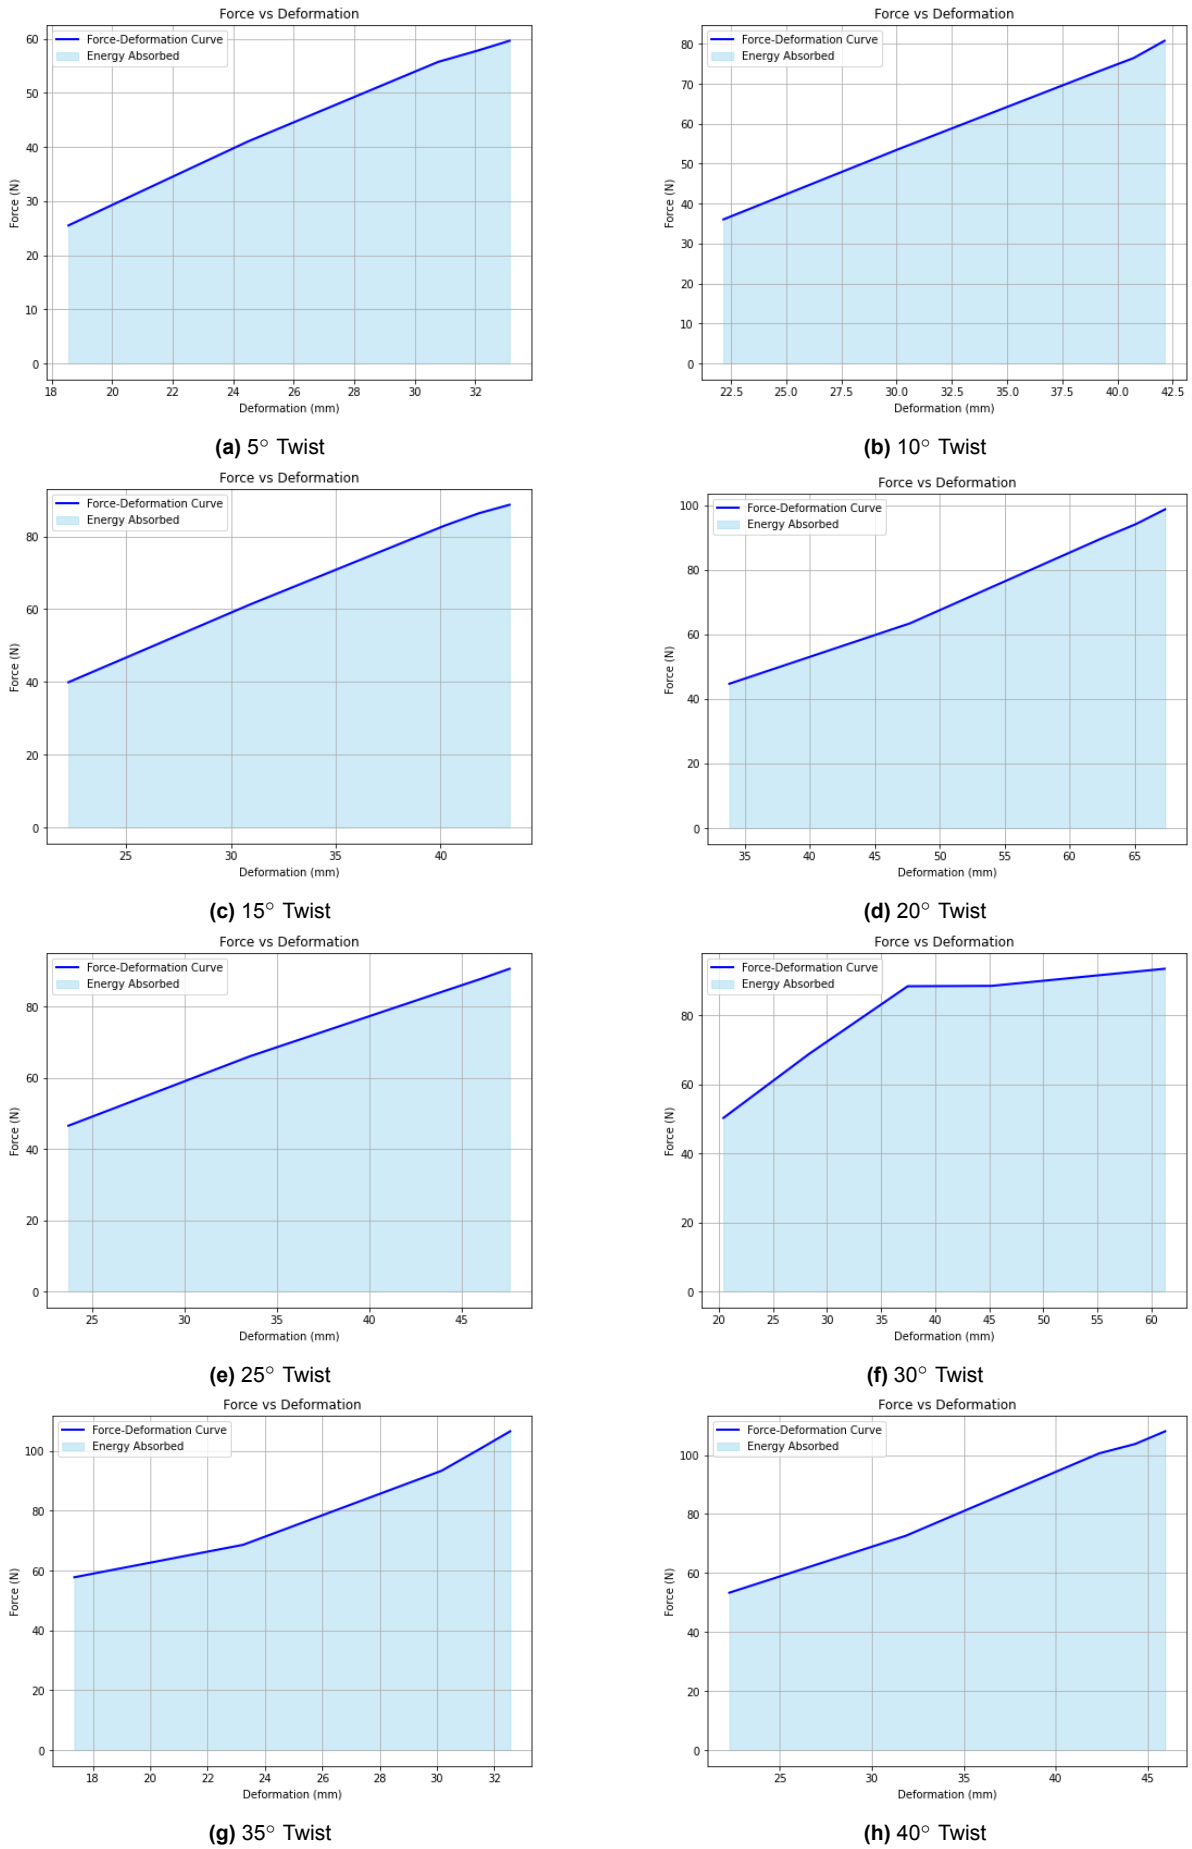 Force vs Deformation
Force-Deformation Curve
Energy Absorbed
Force (N)
60
50
40
30
20
10
0
18 20 22 24 26 28 30 32
Deformation (mm)
(a) 5° Twist
Force vs Deformation
Force-Deformation Curve
Energy Absorbed
Force (N)
80
70
60
50
40
30
20
10
0
22.5 25.0 27.5 30.0 32.5 35.0 37.5 40.0 42.5
Deformation (mm)
(b) 10° Twist
Force vs Deformation
Force-Deformation Curve
Energy Absorbed
Force (N)
80
60
40
20
0
25 30 35 40
Deformation (mm)
(c) 15° Twist
Force vs Deformation
Force-Deformation Curve
Energy Absorbed
Force (N)
100
80
60
40
20
0
35 40 45 50 55 60 65
Deformation (mm)
(d) 20° Twist
Force vs Deformation
Force-Deformation Curve
Energy Absorbed
Force (N)
80
60
40
20
0
25 30 35 40 45
Deformation (mm)
(e) 25° Twist
Force vs Deformation
Force-Deformation Curve
Energy Absorbed
Force (N)
80
60
40
20
0
20 25 30 35 40 45 50 55 60
Deformation (mm)
(f) 30° Twist
Force vs Deformation
Force-Deformation Curve
Energy Absorbed
Force (N)
100
80
60
40
20
0
18 20 22 24 26 28 30 32
Deformation (mm)
(g) 35° Twist
Force vs Deformation
Force-Deformation Curve
Energy Absorbed
Force (N)
100
80
60
40
20
0
25 30 35 40 45
Deformation (mm)
(h) 40° Twist